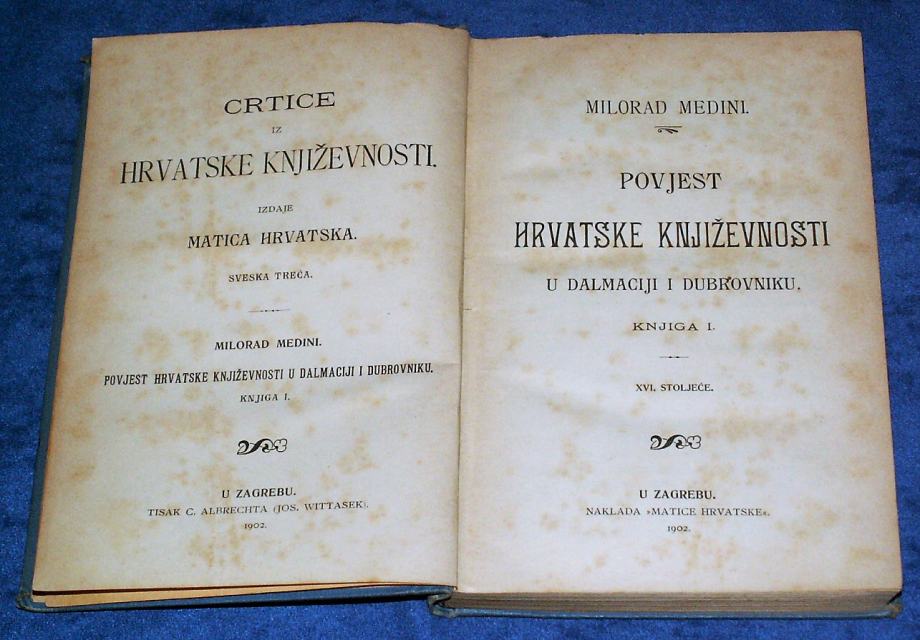 CRTICE
IZ
HRVATSKE KNJIŽEVNOSTI.
IZDAJE
MATICA HRVATSKA.
SVESKA TREĆA.
MILORAD MEDINI.
POVJEST HRVATSKE KNJIŽEVNOSTI U DALMACIJI I DUBROVNIKU.
KNJIGA I.
U ZAGREBU.
TISAK C. ALBRECHTA (JOS. WITTASEK).
1902.
MILORAD MEDINI.
POVJEST
HRVATSKE KNJIŽEVNOSTI
U DALMACIJI I DUBROVNIKU.
KNJIGA I.
XVI. STOLJEĆE.
U ZAGREBU.
NAKLADA »MATICE HRVATSKE«.
1902.